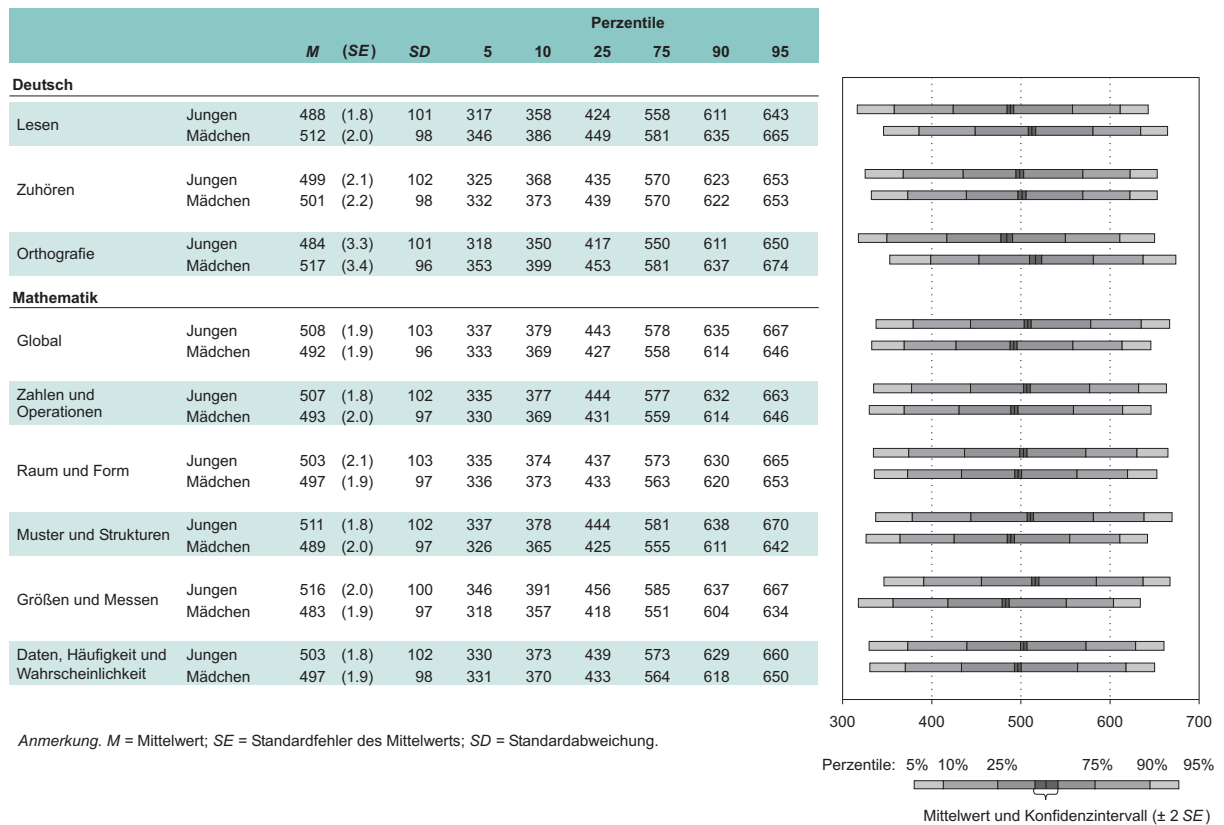 Perzentile
M (SE) SD 5 10 25 75 90 95
Deutsch
Lesen
Jungen 488 (1.8) 101 317 358 424 558 611 643
Mädchen 512 (2.0) 98 346 386 449 581 635 665
Zuhören
Jungen 499 (2.1) 102 325 368 435 570 623 653
Mädchen 501 (2.2) 98 332 373 439 570 622 653
Orthografie
Jungen 484 (3.3) 101 318 350 417 550 611 650
Mädchen 517 (3.4) 96 353 399 453 581 637 674
Mathematik
Global
Jungen 508 (1.9) 103 337 379 443 578 635 667
Mädchen 492 (1.9) 96 333 369 427 558 614 646
Zahlen und
Operationen
Jungen 507 (1.8) 102 335 377 444 577 632 663
Mädchen 493 (2.0) 97 330 369 431 559 614 646
Raum und Form
Jungen 503 (2.1) 103 335 374 437 573 630 665
Mädchen 497 (1.9) 97 336 373 433 563 620 653
Muster und Strukturen
Jungen 511 (1.8) 102 337 378 444 581 638 670
Mädchen 489 (2.0) 97 326 365 425 555 611 642
Größen und Messen
Jungen 516 (2.0) 100 346 391 456 585 637 667
Mädchen 483 (1.9) 97 318 357 418 551 604 634
Daten, Häufigkeit und
Wahrscheinlichkeit
Jungen 503 (1.8) 102 330 373 439 573 629 660
Mädchen 497 (1.9) 98 331 370 433 564 618 650
Anmerkung. M = Mittelwert; SE = Standardfehler des Mittelwerts; SD = Standardabweichung.
300 400 500 600 700
Perzentile: 5% 10% 25% 75% 90% 95%
Mittelwert und Konfidenzintervall (± 2 SE)